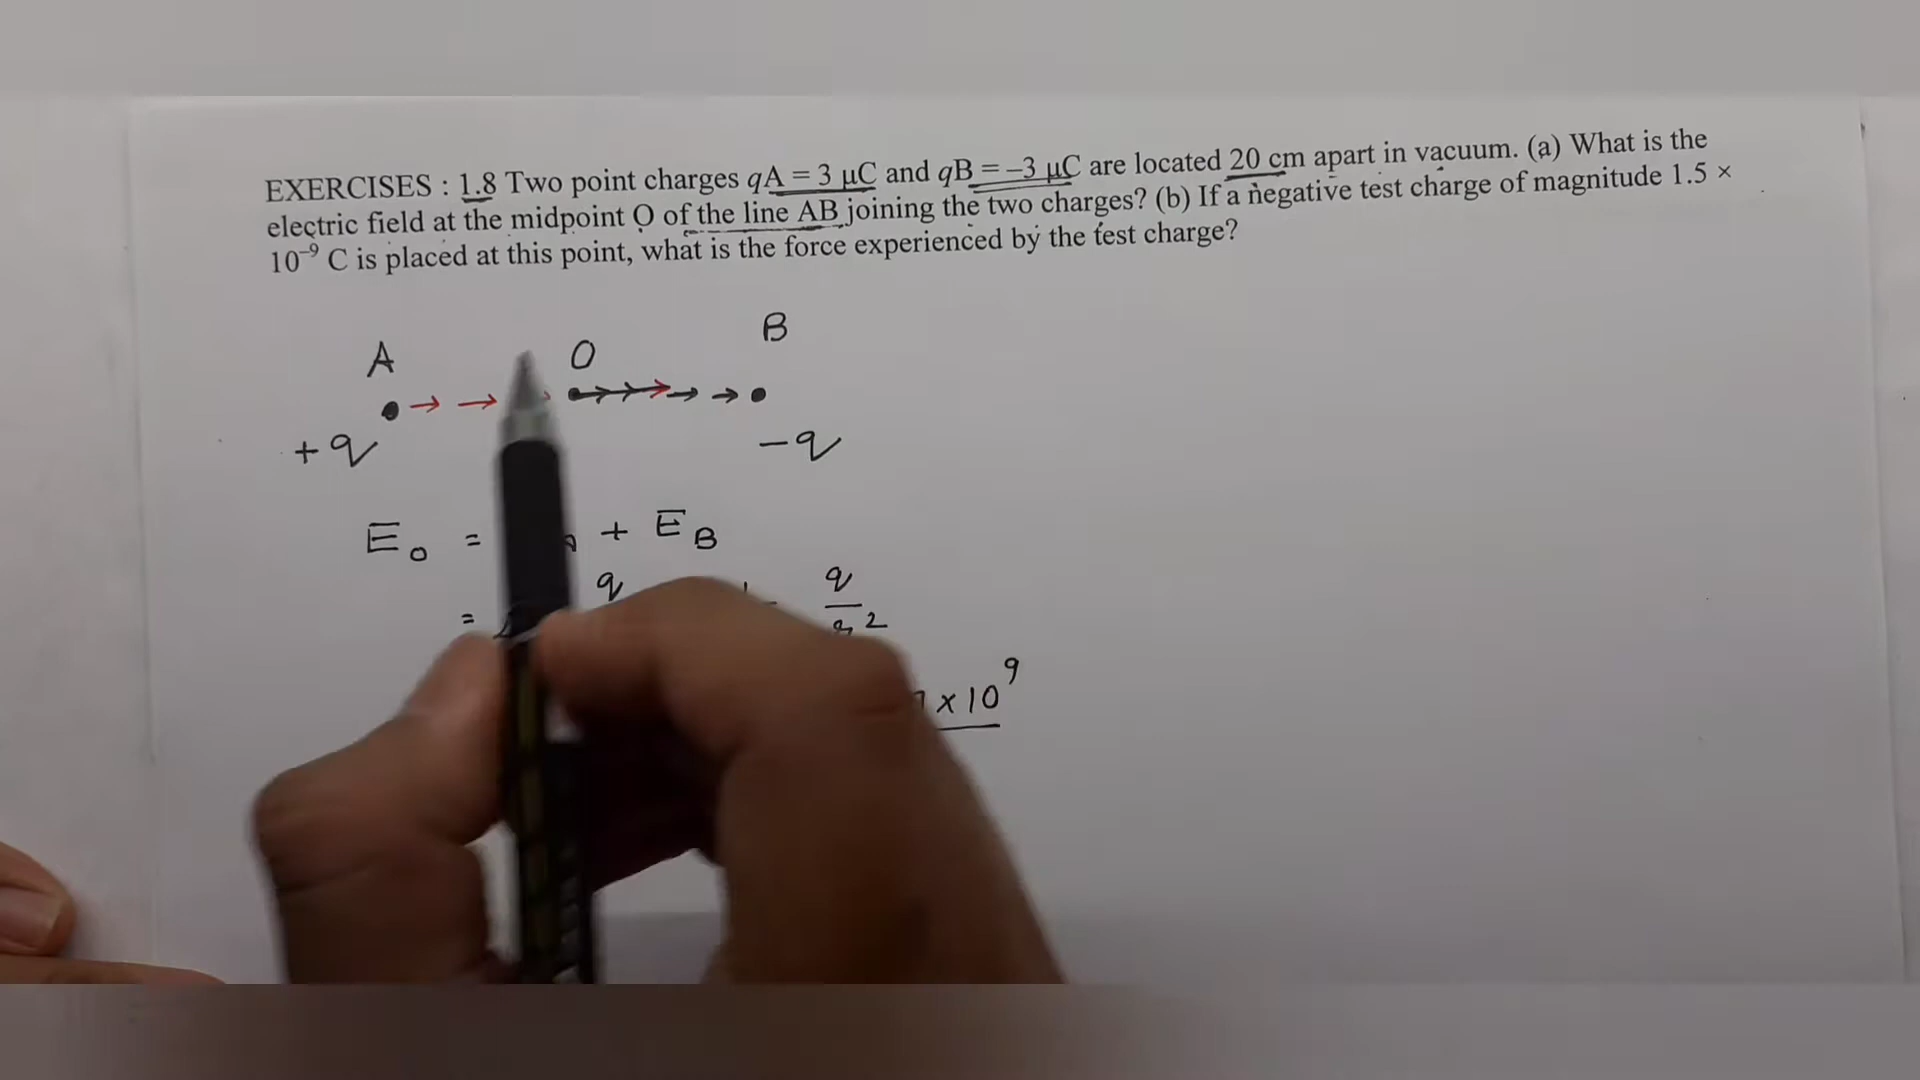 EXERCISES : 1.8 Two point charges qA = 3 μC and qB = –3 μC are located 20 cm apart in vacuum. (a) What is the
electric field at the midpoint O of the line AB joining the two charges? (b) If a negative test charge of magnitude 1.5 ×
10⁻⁹ C is placed at this point, what is the force experienced by the test charge?
A O B
+q -q
E₀ = + E_B
= q q/r²
x 10⁹